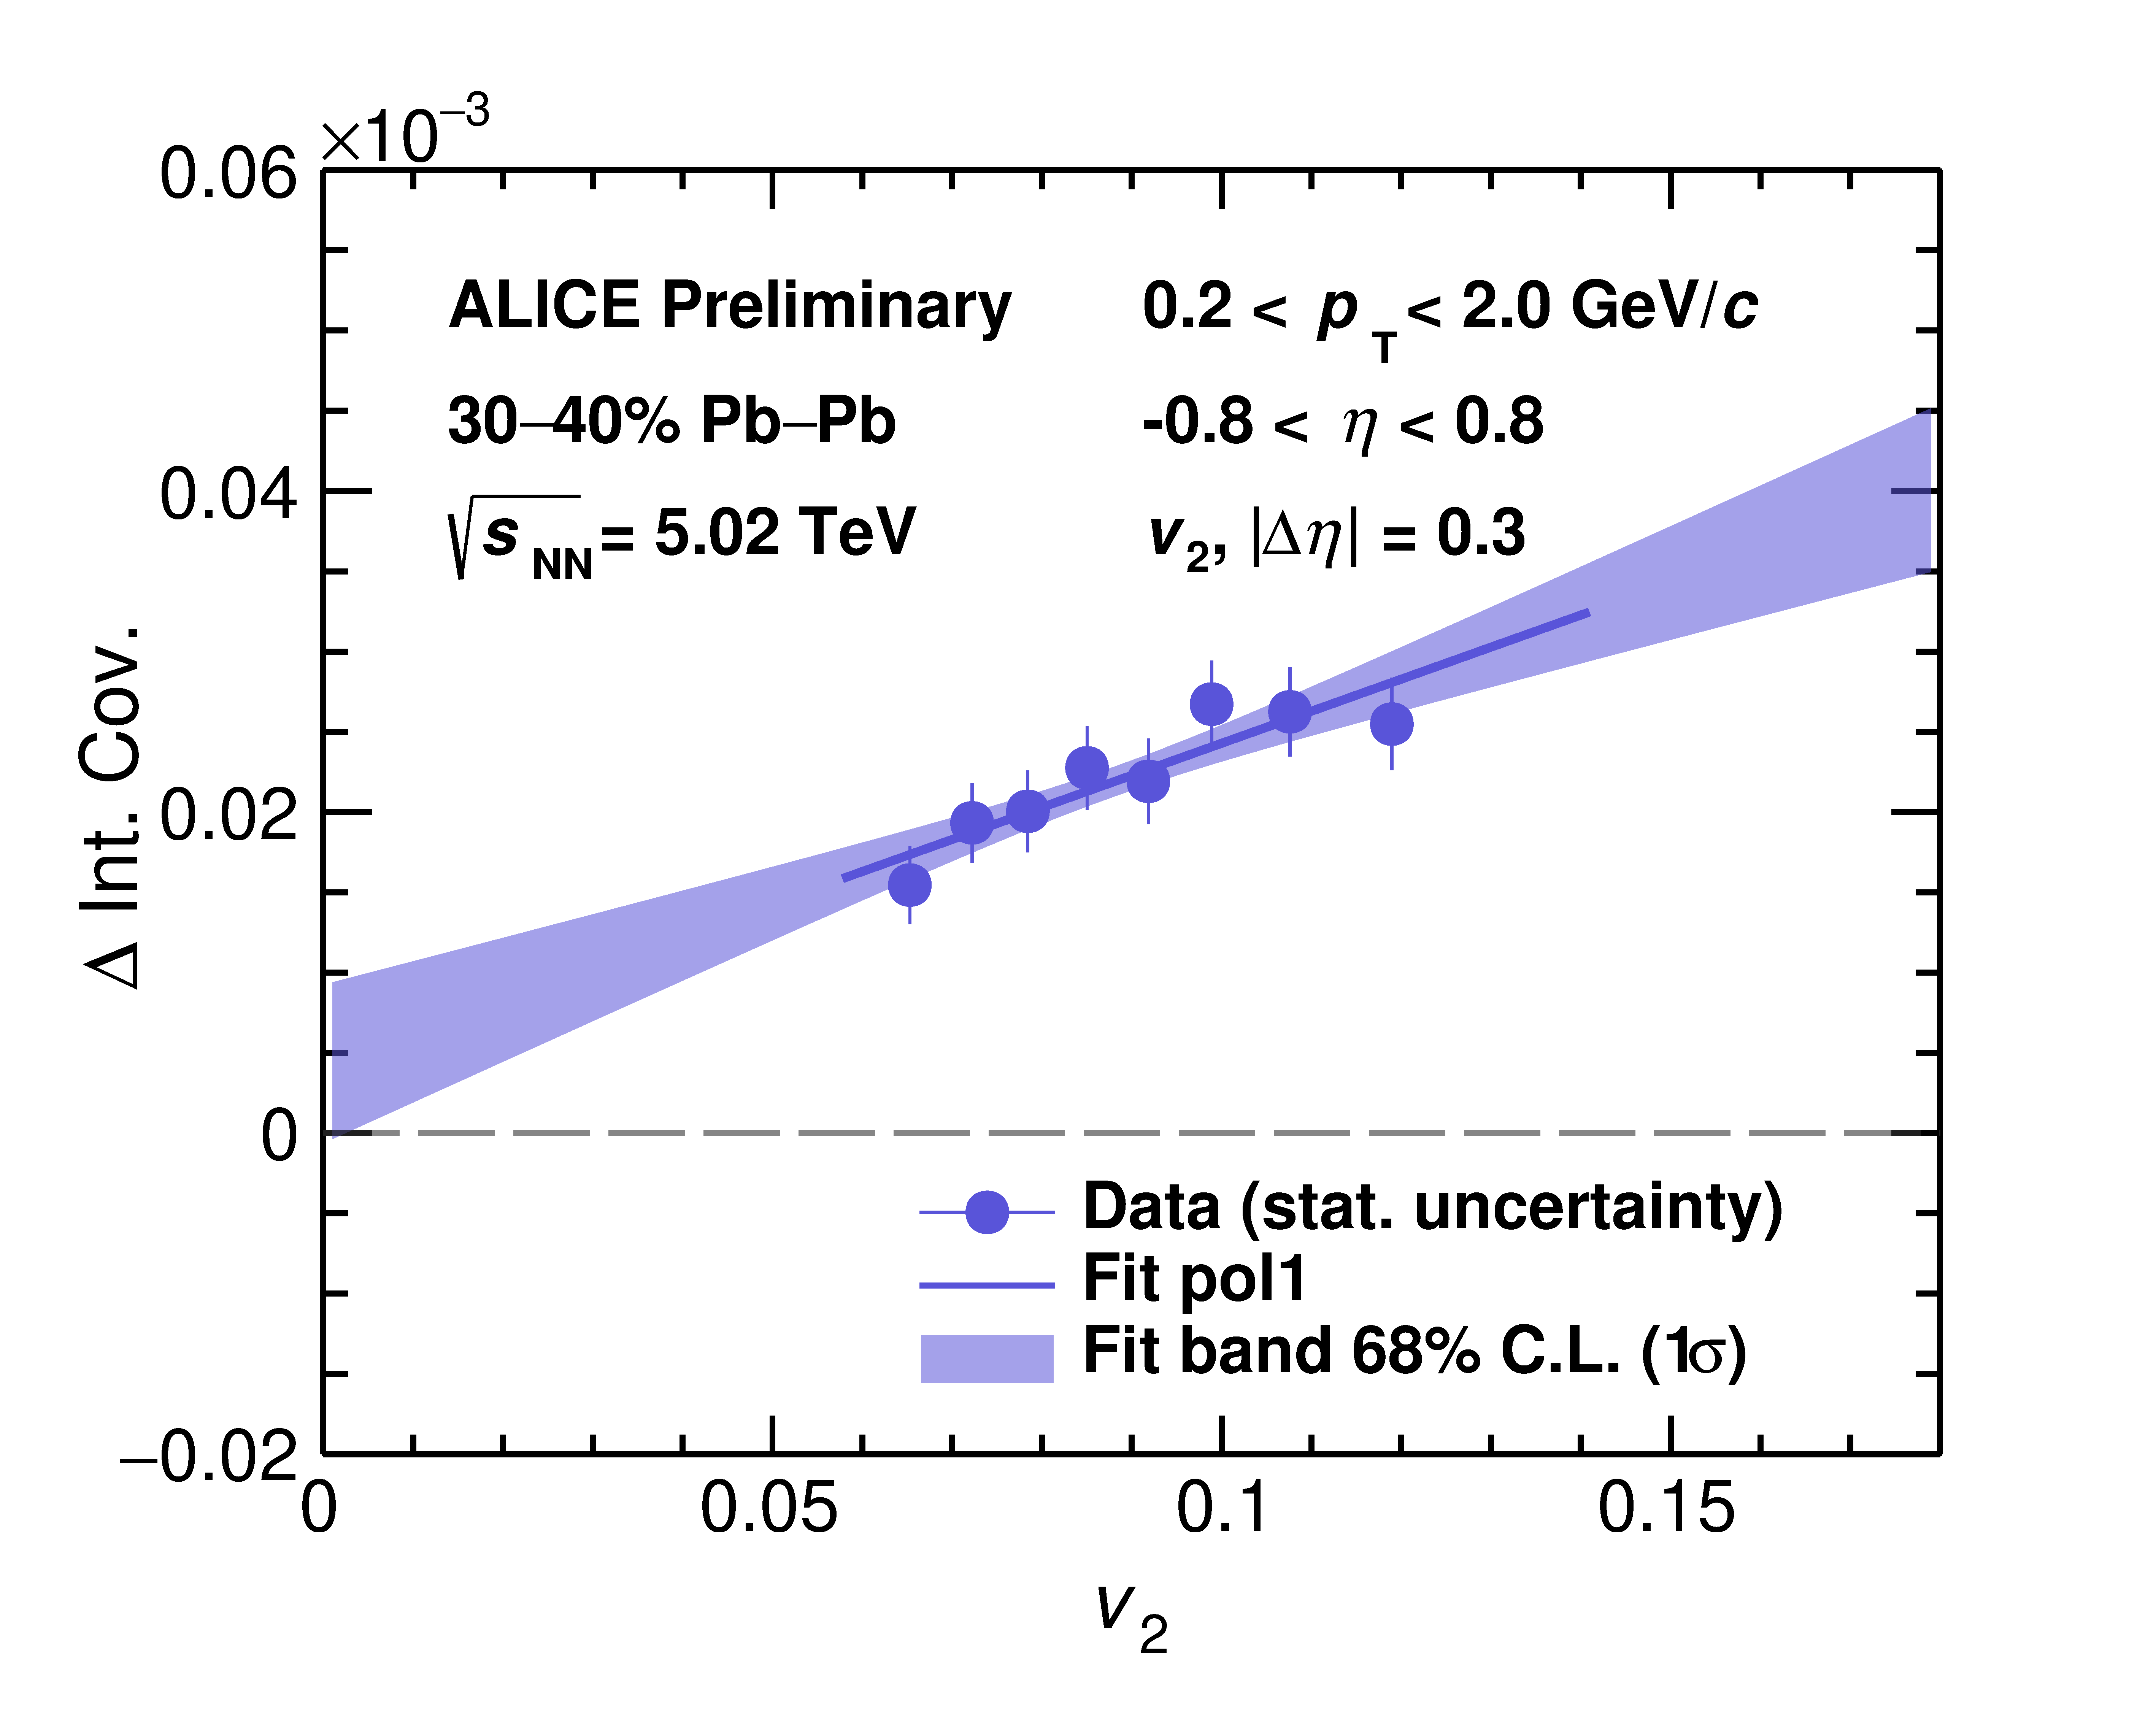 ×10⁻³
0.06
0.04
0.02
0
−0.02
Δ Int. Cov.
ALICE Preliminary
30–40% Pb–Pb
√sNN = 5.02 TeV
0.2 < pT < 2.0 GeV/c
-0.8 < η < 0.8
v2, |Δη| = 0.3
Data (stat. uncertainty)
Fit pol1
Fit band 68% C.L. (1σ)
0 0.05 0.1 0.15
v2